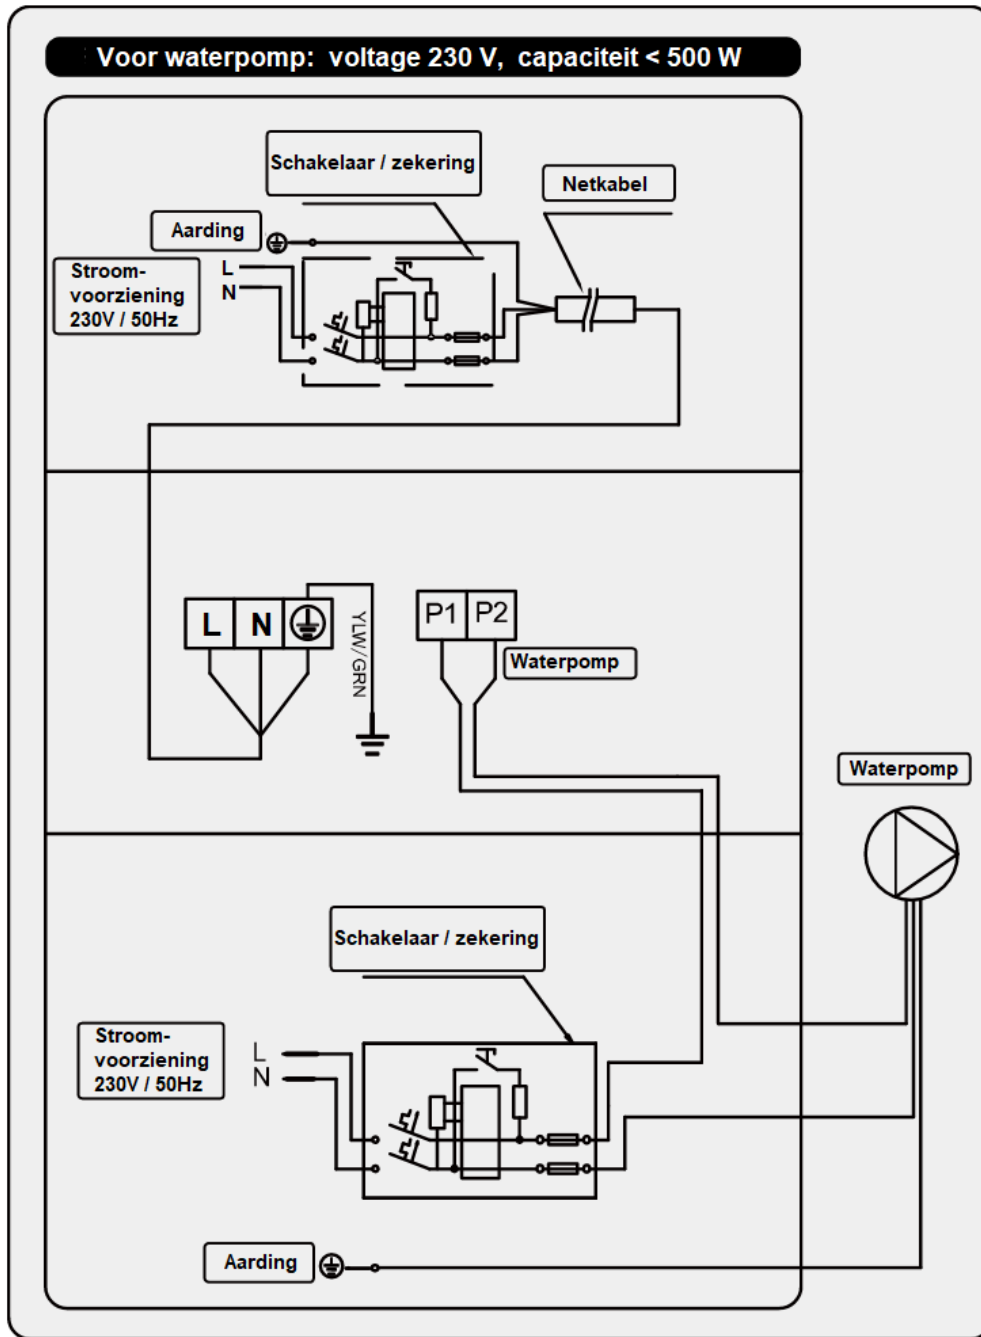 Voor waterpomp: voltage 230 V, capaciteit < 500 W
Schakelaar / zekering
Netkabel
Aarding
Stroom-
voorziening
230V / 50Hz
L
N
L N
YLW/GRN
P1 P2
Waterpomp
Waterpomp
Schakelaar / zekering
Stroom-
voorziening
230V / 50Hz
L
N
Aarding